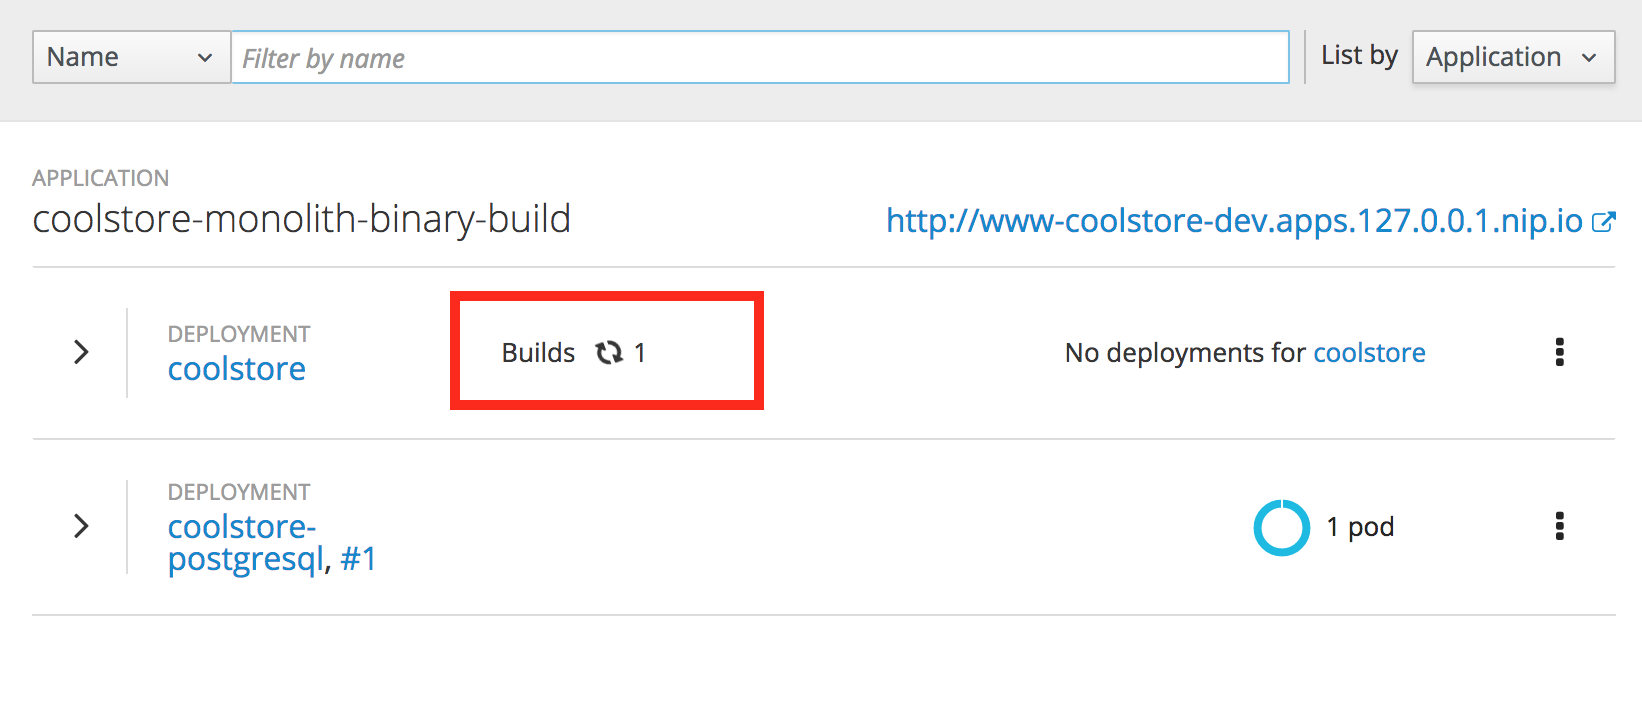 Name
Filter by name
List by
Application
APPLICATION
coolstore-monolith-binary-build
http://www-coolstore-dev.apps.127.0.0.1.nip.io
DEPLOYMENT
coolstore
Builds 1
No deployments for coolstore
DEPLOYMENT
coolstore-
postgresql, #1
1 pod